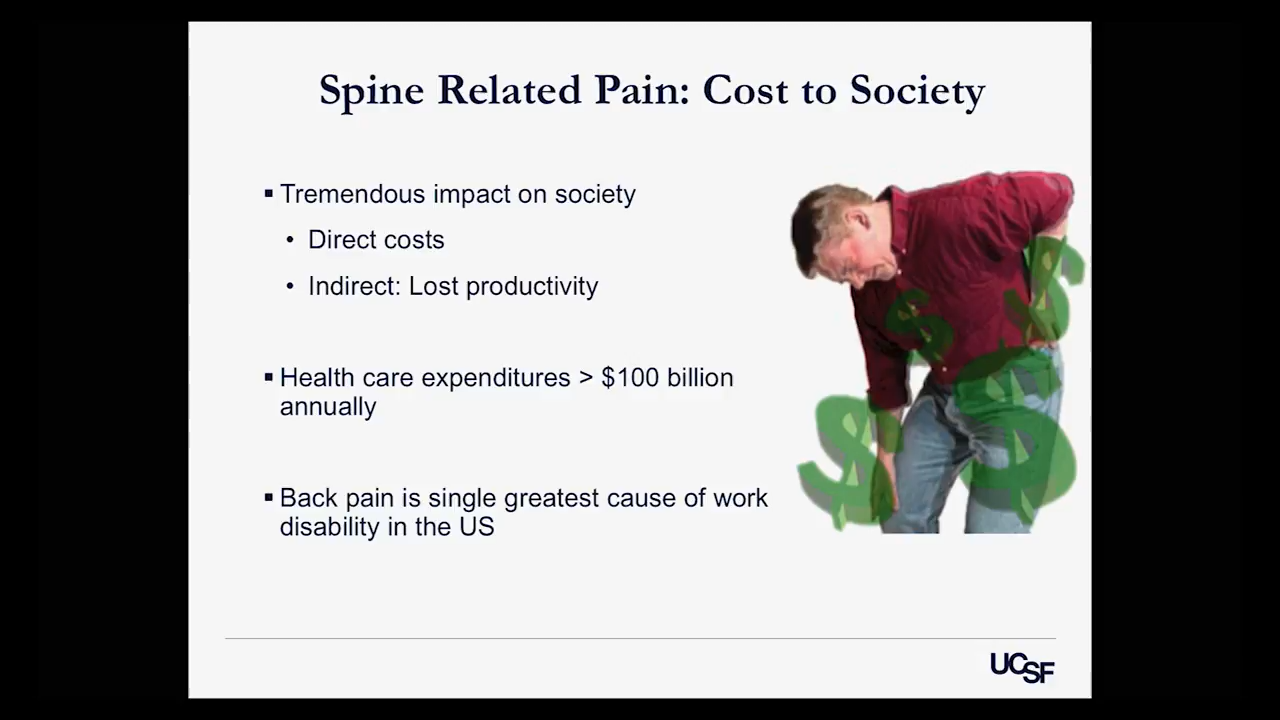 Spine Related Pain: Cost to Society
▪ Tremendous impact on society
• Direct costs
• Indirect: Lost productivity
▪ Health care expenditures > $100 billion
annually
▪ Back pain is single greatest cause of work
disability in the US
$ $
$ $
UCSF